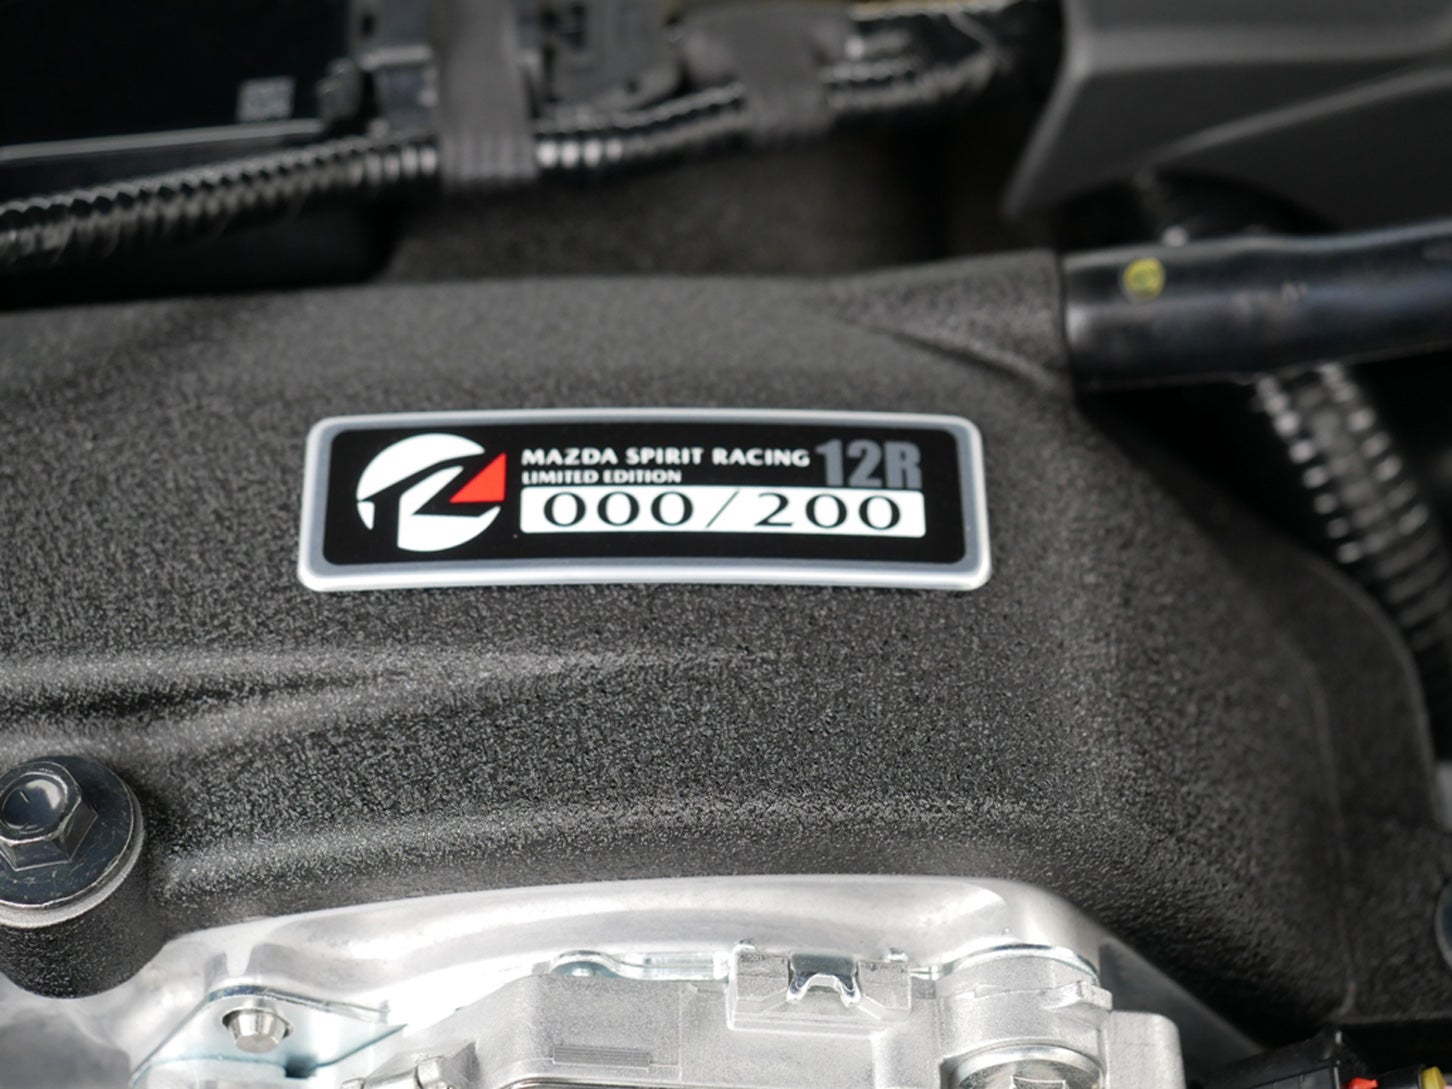 MAZDA SPIRIT RACING 12R
LIMITED EDITION
000/200